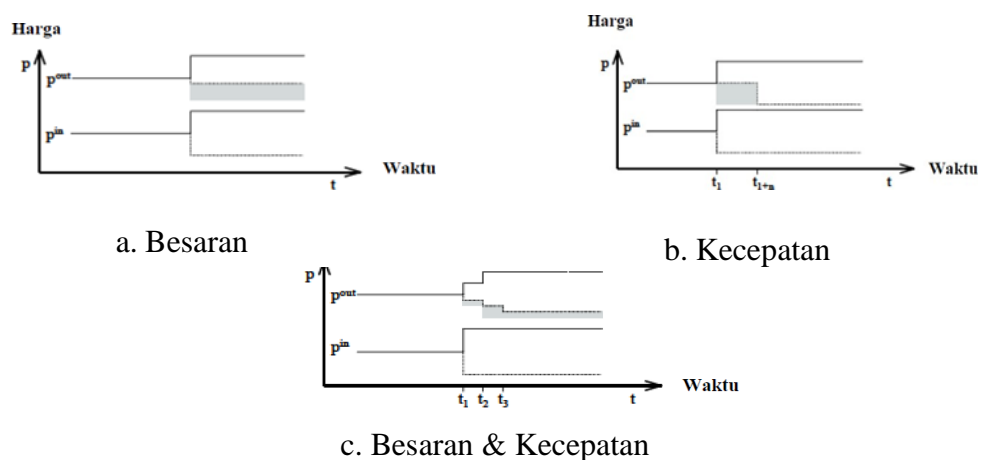 Harga
p
p^out
p^in
Waktu
t
a. Besaran
Harga
p
p^out
p^in
Waktu
t₁
t₁₊ₙ
t
b. Kecepatan
p
p^out
p^in
Waktu
t₁
t₂
t₃
t
c. Besaran & Kecepatan